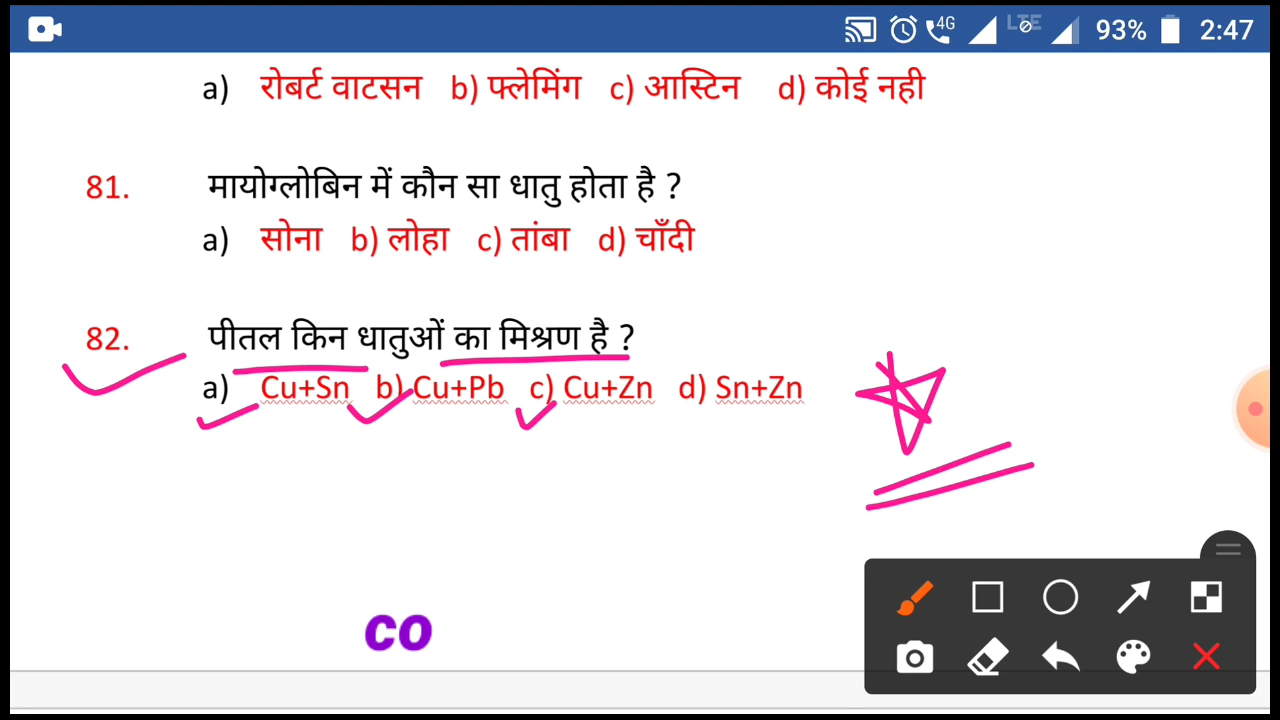 4G LTE 93% 2:47
a) रोबर्ट वाटसन b) फ्लेमिंग c) आस्टिन d) कोई नही
81. मायोग्लोबिन में कौन सा धातु होता है ?
a) सोना b) लोहा c) तांबा d) चाँदी
82. पीतल किन धातुओं का मिश्रण है ?
a) Cu+Sn b) Cu+Pb c) Cu+Zn d) Sn+Zn
CO